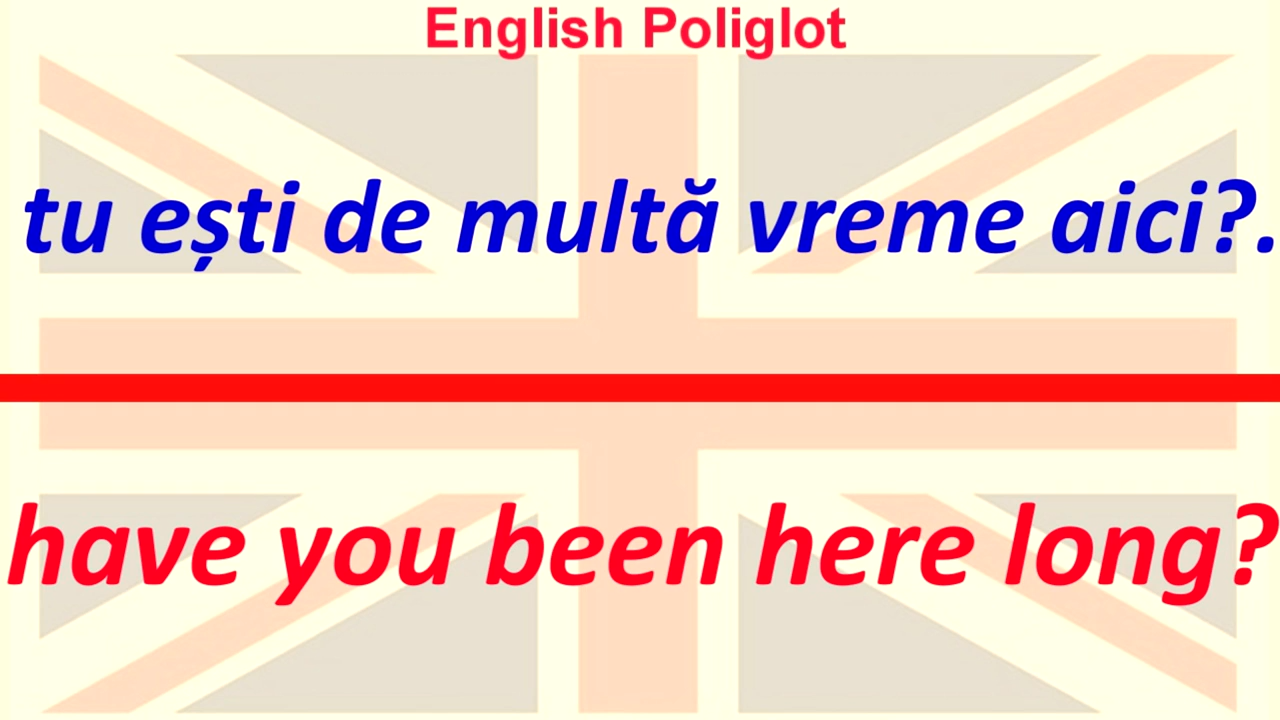 English Poliglot
tu ești de multă vreme aici?.
have you been here long?